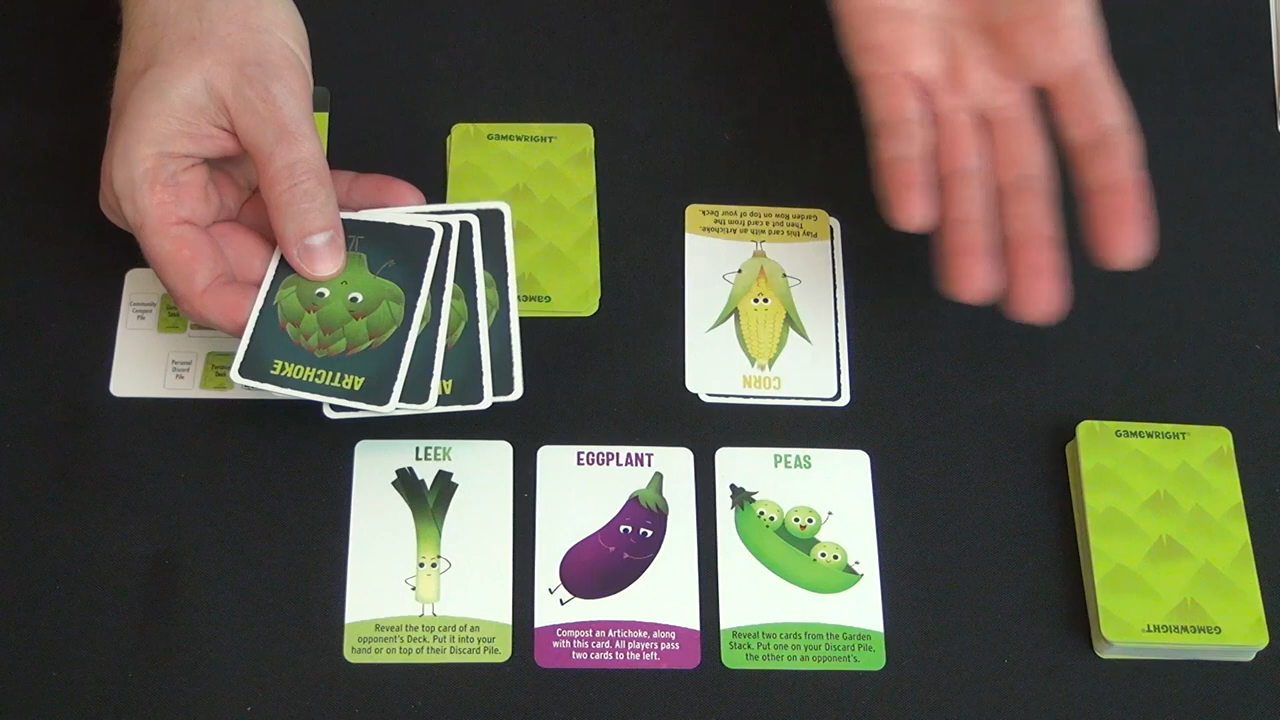 GAMEWRIGHT®
GAMEWRIGHT®
Play this card with an Artichoke.
Then put a card from the
Garden Row on top of your Deck.
CORN
Community
Compost
Pile
Personal
Discard
Pile
ARTICHOKE
LEEK
Reveal the top card of an
opponent's Deck. Put it into your
hand or on top of their Discard Pile.
EGGPLANT
Compost an Artichoke, along
with this card. All players pass
two cards to the left.
PEAS
Reveal two cards from the Garden
Stack. Put one on your Discard Pile,
the other on an opponent's.
GAMEWRIGHT®